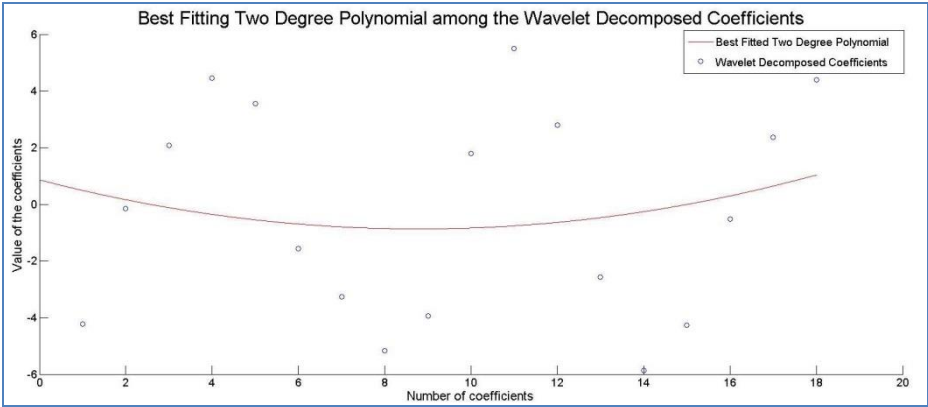 Best Fitting Two Degree Polynomial among the Wavelet Decomposed Coefficients
Best Fitted Two Degree Polynomial
Wavelet Decomposed Coefficients
Value of the coefficients
6
4
2
0
-2
-4
-6
0 2 4 6 8 10 12 14 16 18 20
Number of coefficients